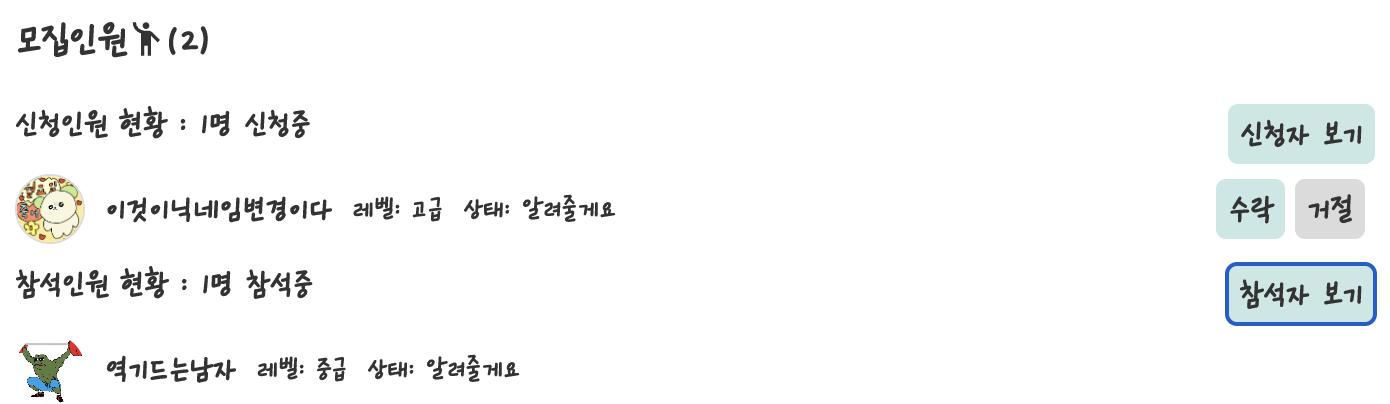 모집인원 (2)
신청인원 현황 : 1명 신청중
신청자 보기
이것이닉네임변경이다 레벨: 고급 상태: 알려줄게요
수락 거절
참석인원 현황 : 1명 참석중
참석자 보기
역기드는남자 레벨: 중급 상태: 알려줄게요